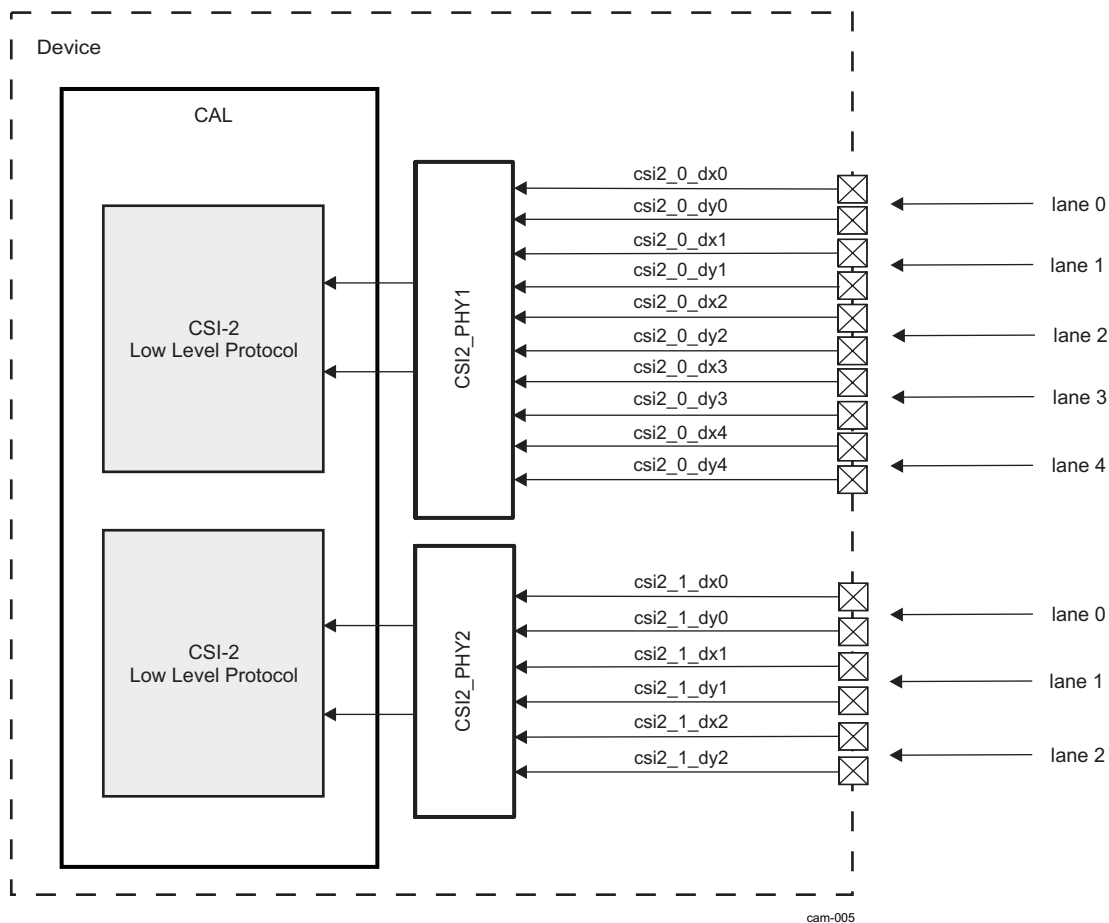 Device
CAL
CSI-2
Low Level Protocol
CSI2_PHY1
csi2_0_dx0
csi2_0_dy0
csi2_0_dx1
csi2_0_dy1
csi2_0_dx2
csi2_0_dy2
csi2_0_dx3
csi2_0_dy3
csi2_0_dx4
csi2_0_dy4
lane 0
lane 1
lane 2
lane 3
lane 4
CSI-2
Low Level Protocol
CSI2_PHY2
csi2_1_dx0
csi2_1_dy0
csi2_1_dx1
csi2_1_dy1
csi2_1_dx2
csi2_1_dy2
lane 0
lane 1
lane 2
cam-005